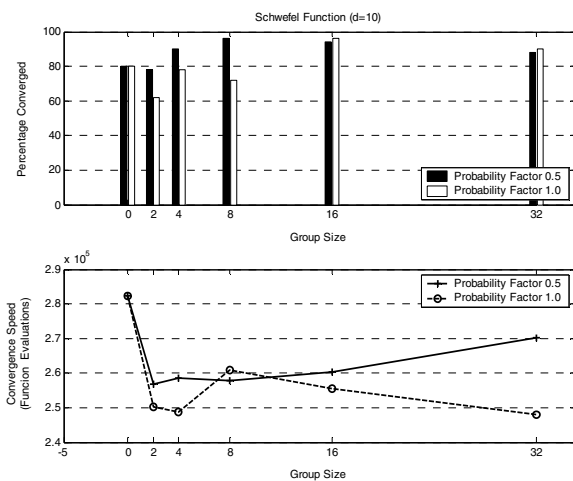 Schwefel Function (d=10)
100
80
60
40
20
0
Percentage Converged
Probability Factor 0.5
Probability Factor 1.0
0 2 4 8 16 32
Group Size
x 10^5
2.9
2.8
2.7
2.6
2.5
2.4
Convergence Speed
(Funcion Evaluations)
Probability Factor 0.5
Probability Factor 1.0
-5 0 2 4 8 16 32
Group Size